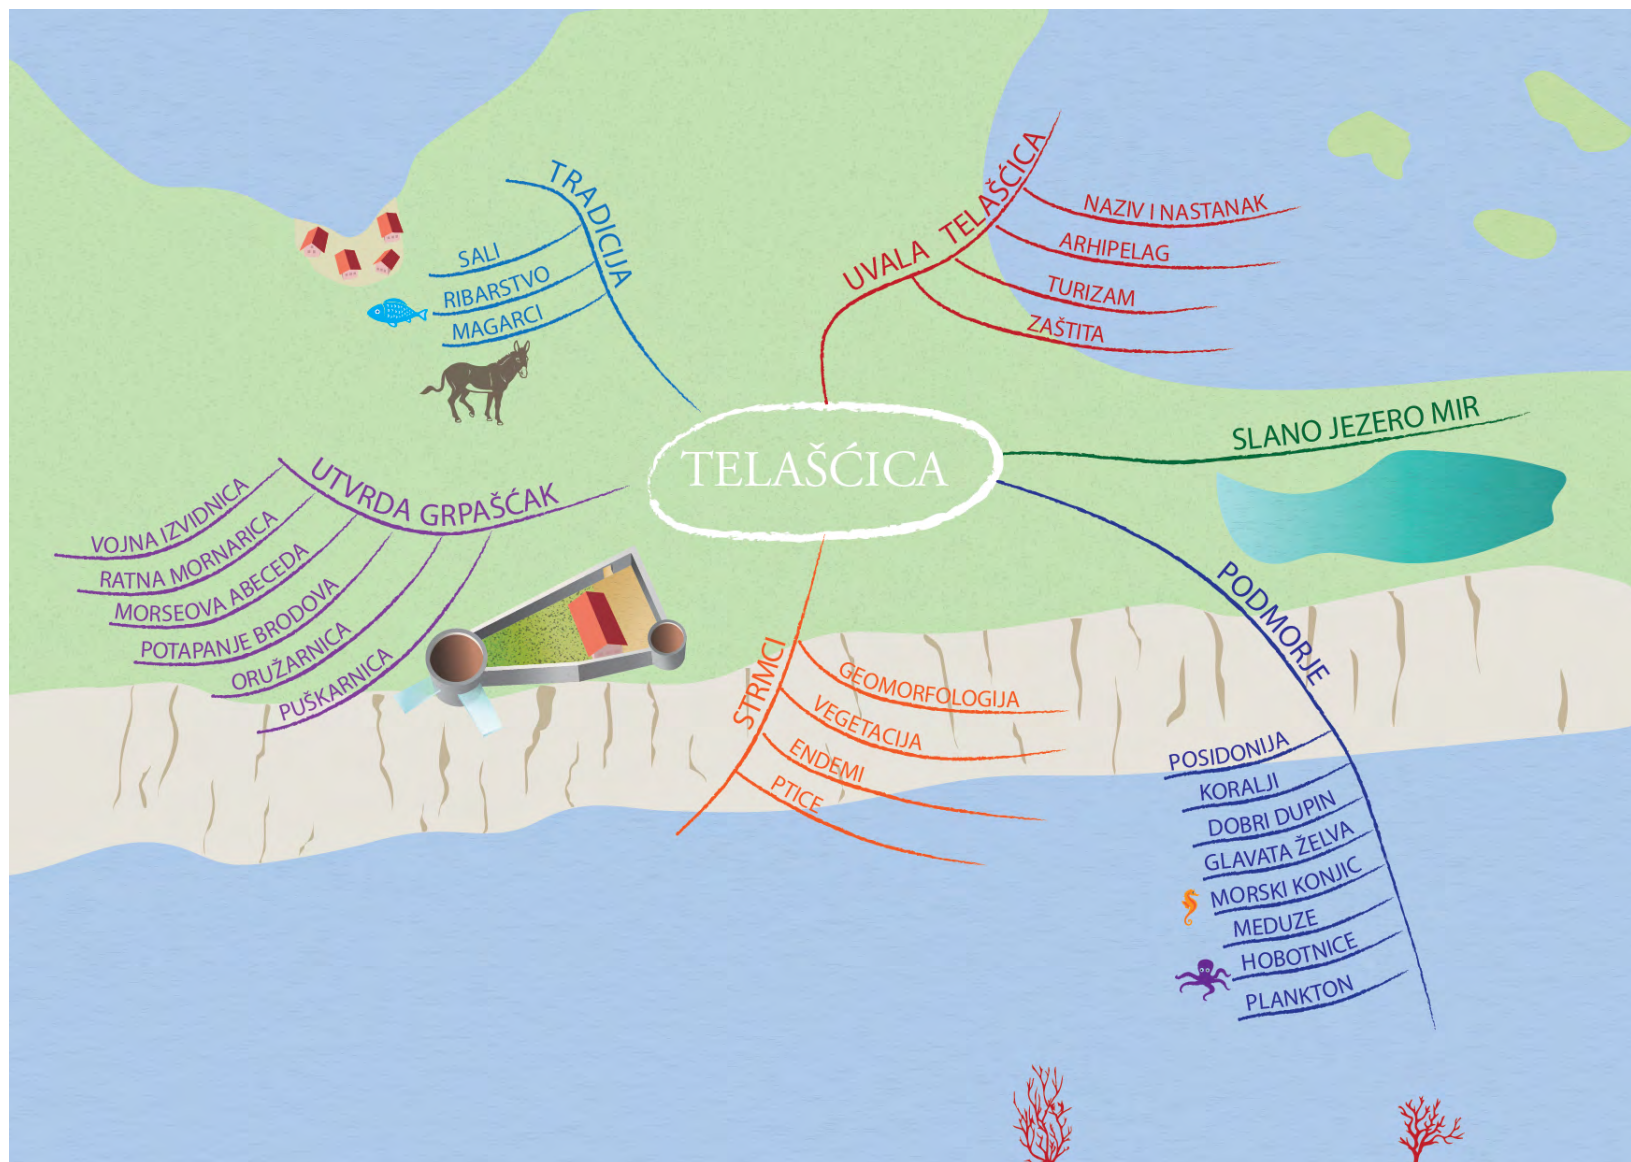 TELAŠĆICA
TRADICIJA
SALI
RIBARSTVO
MAGARCI
UVALA TELAŠĆICA
NAZIV I NASTANAK
ARHIPELAG
TURIZAM
ZAŠTITA
SLANO JEZERO MIR
UTVRDA GRPAŠĆAK
VOJNA IZVIDNICA
RATNA MORNARICA
MORSEOVA ABECEDA
POTAPANJE BRODOVA
ORUŽARNICA
PUŠKARNICA
STRMCI
GEOMORFOLOGIJA
VEGETACIJA
ENDEMI
PTICE
PODMORJE
POSIDONIJA
KORALJI
DOBRI DUPIN
GLAVATA ŽELVA
MORSKI KONJIC
MEDUZE
HOBOTNICE
PLANKTON